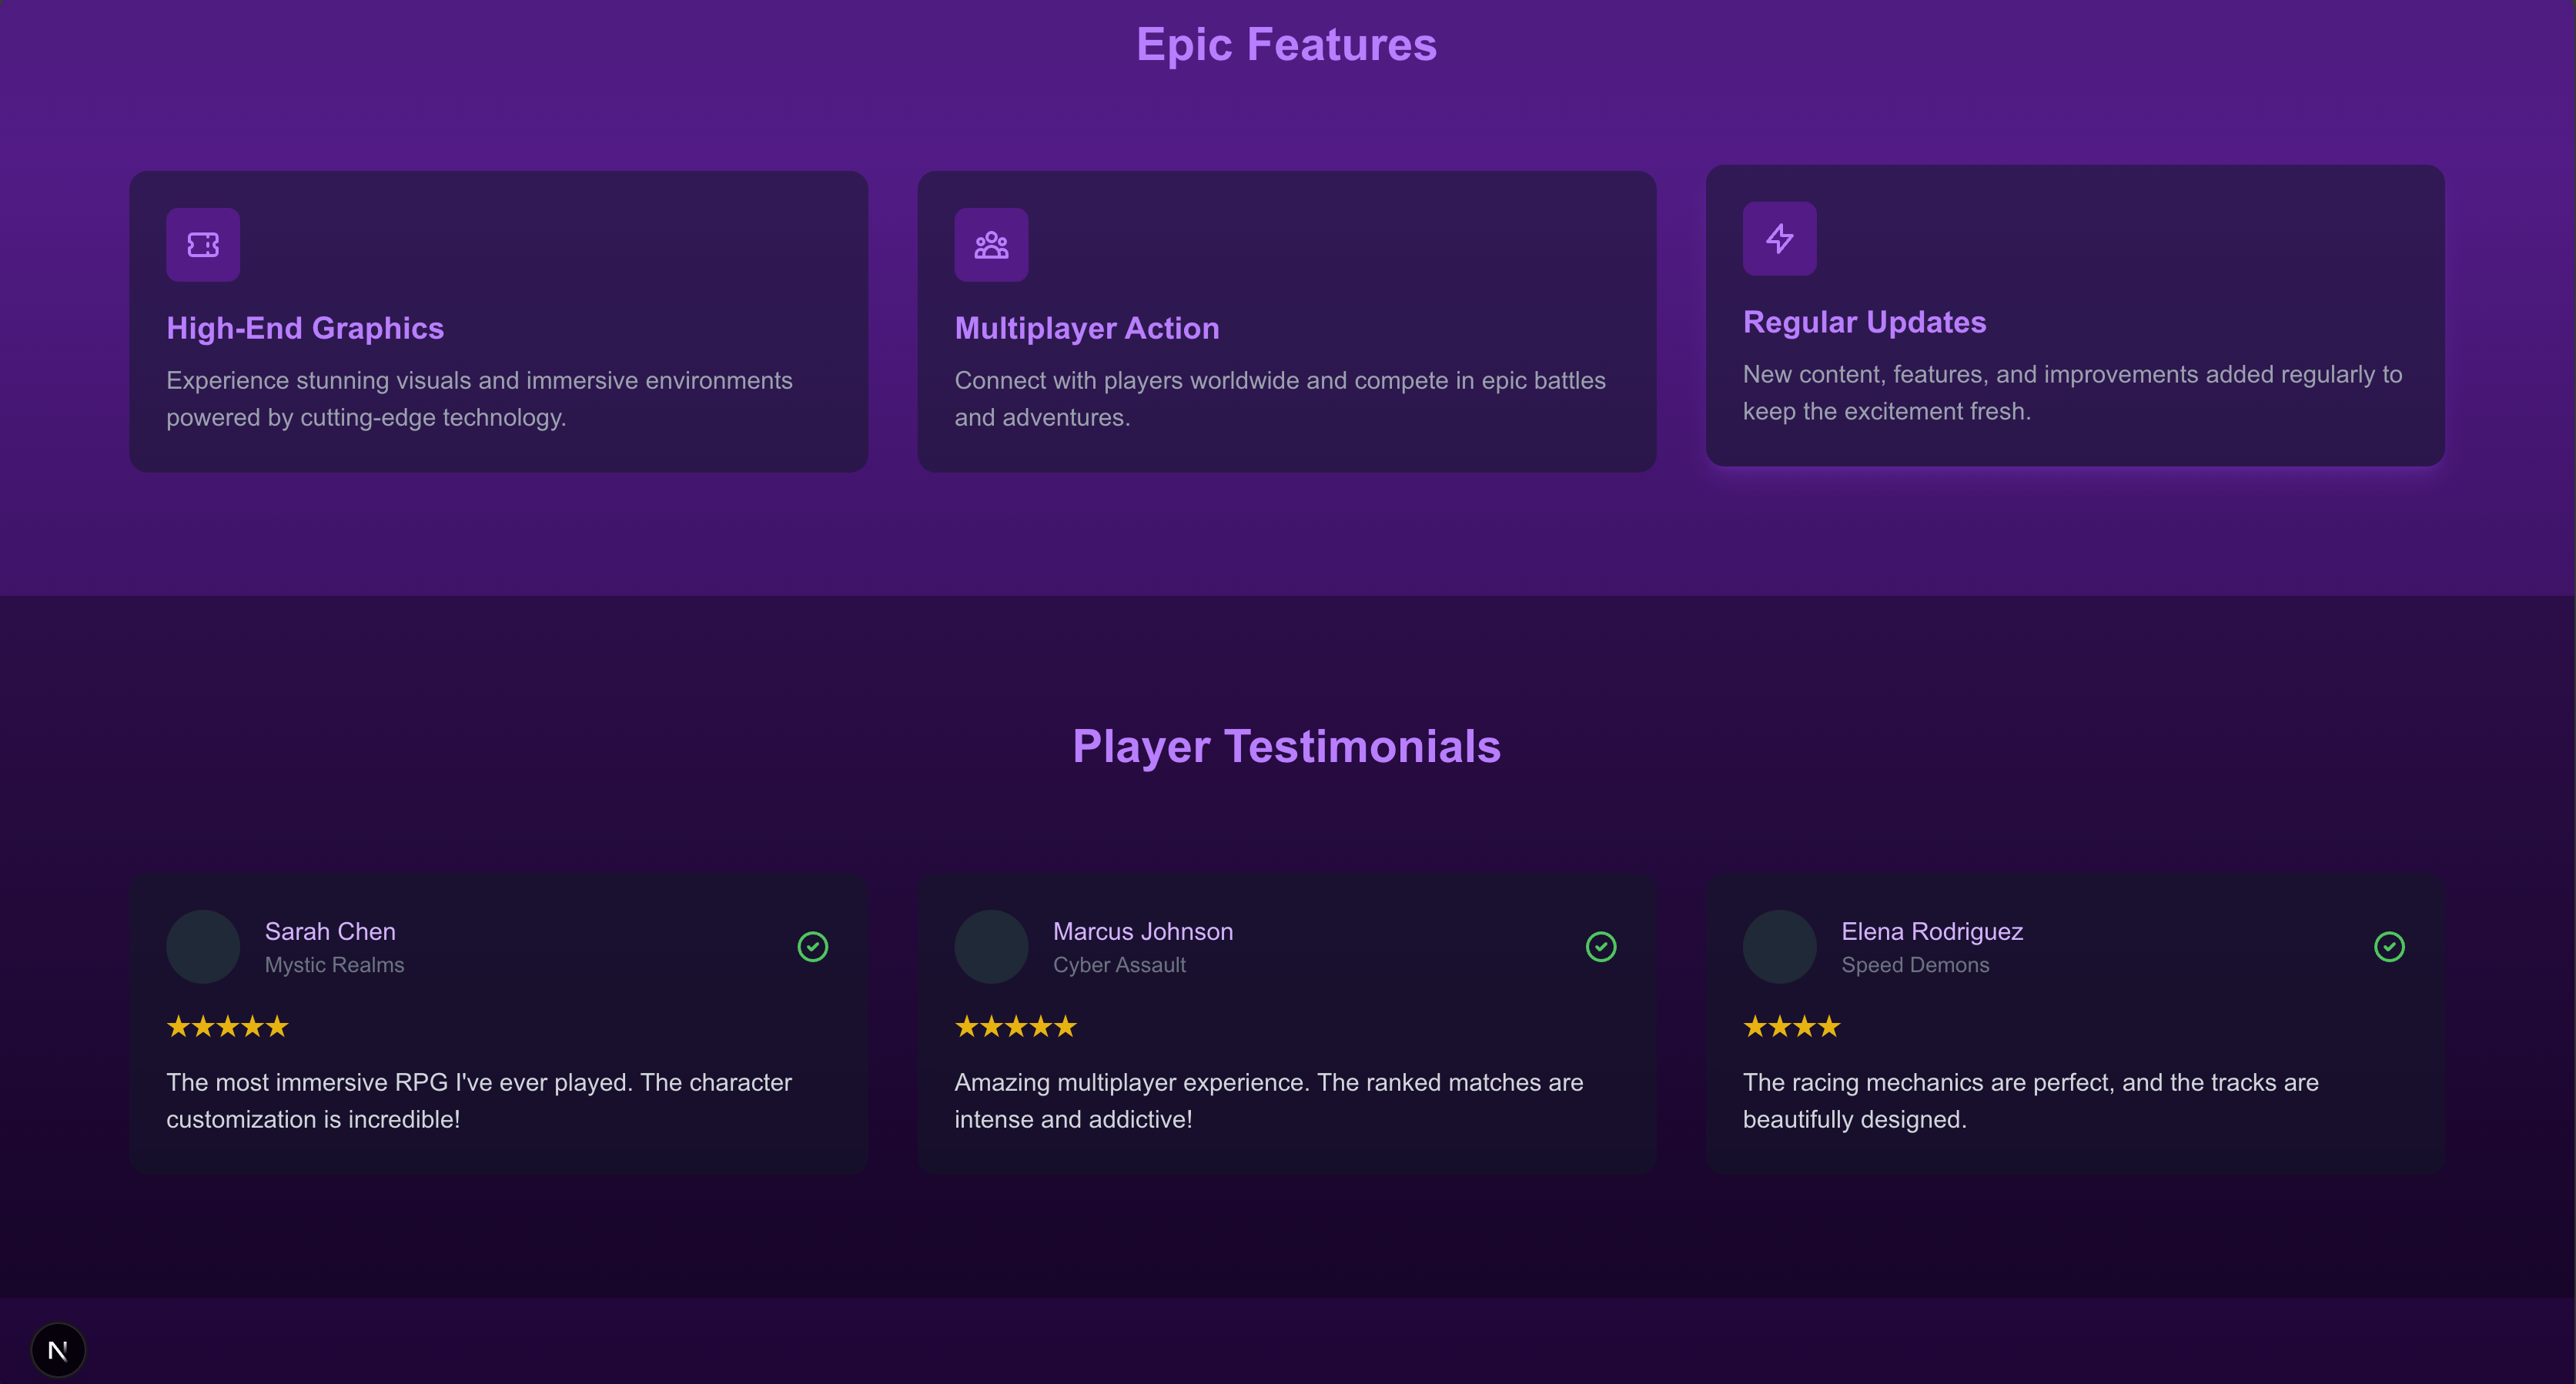 Epic Features
High-End Graphics
Experience stunning visuals and immersive environments
powered by cutting-edge technology.
Multiplayer Action
Connect with players worldwide and compete in epic battles
and adventures.
Regular Updates
New content, features, and improvements added regularly to
keep the excitement fresh.
Player Testimonials
Sarah Chen
Mystic Realms
★★★★★
The most immersive RPG I've ever played. The character
customization is incredible!
Marcus Johnson
Cyber Assault
★★★★★
Amazing multiplayer experience. The ranked matches are
intense and addictive!
Elena Rodriguez
Speed Demons
★★★★
The racing mechanics are perfect, and the tracks are
beautifully designed.
N